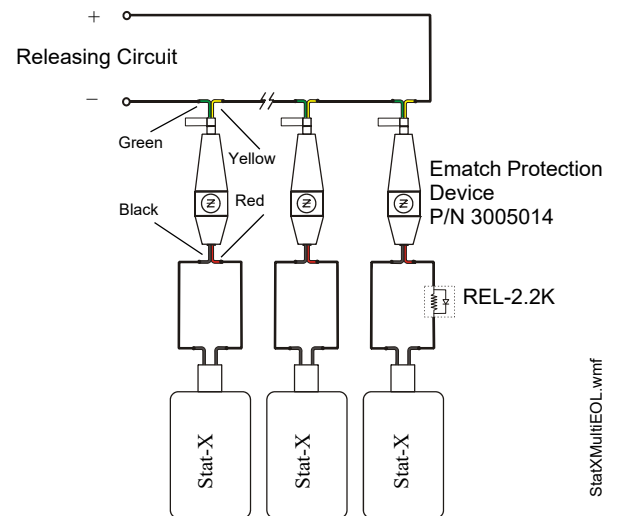 +
Releasing Circuit
–
Green
Yellow
Black
Red
Ematch Protection
Device
P/N 3005014
REL-2.2K
Stat-X
Stat-X
Stat-X
StatXMultiEOL.wmf